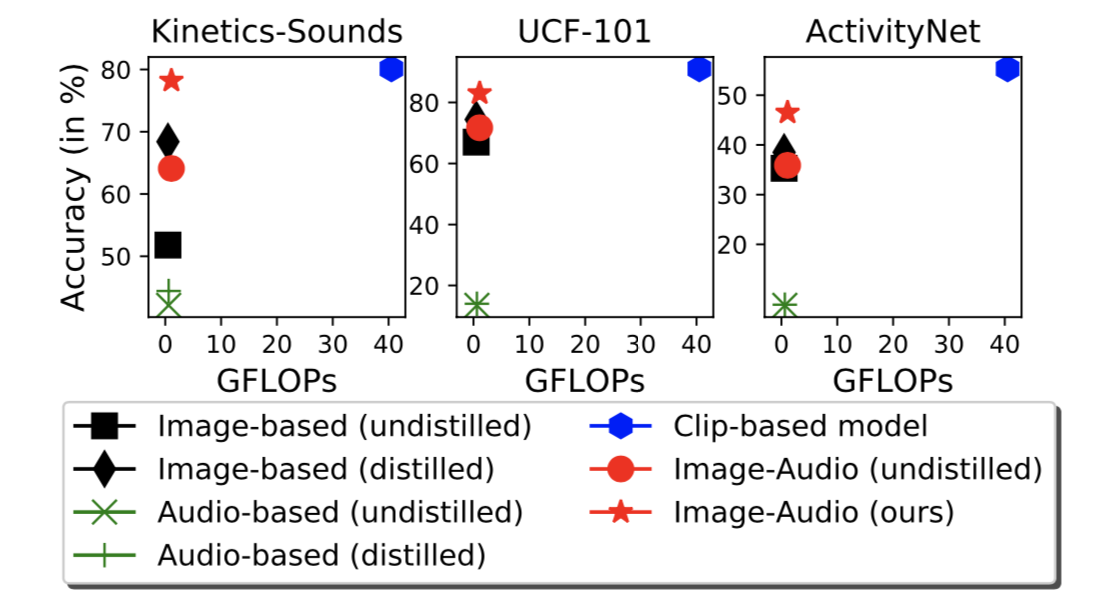 Kinetics-Sounds
UCF-101
ActivityNet
Accuracy (in %)
80
70
60
50
0 10 20 30 40
GFLOPs
80
60
40
20
0 10 20 30 40
GFLOPs
50
40
30
20
0 10 20 30 40
GFLOPs
Image-based (undistilled)
Image-based (distilled)
Audio-based (undistilled)
Audio-based (distilled)
Clip-based model
Image-Audio (undistilled)
Image-Audio (ours)